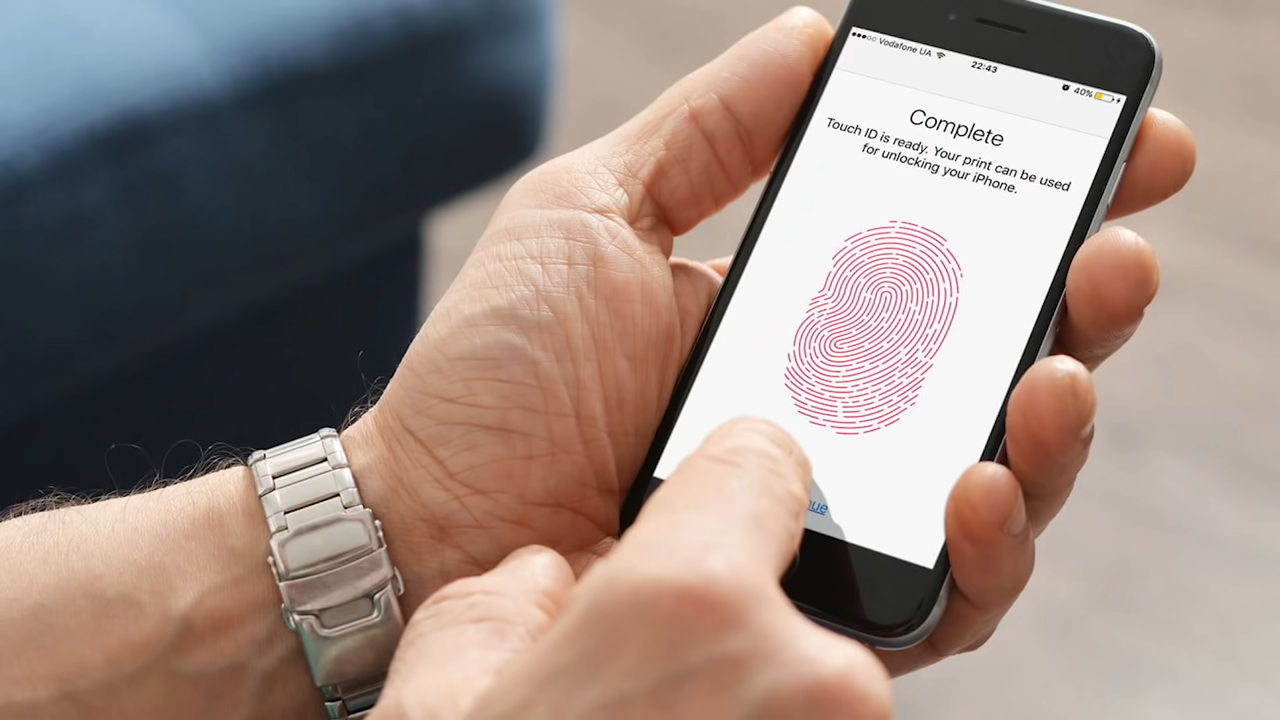 Vodafone UA
22:43
40%
Complete
Touch ID is ready. Your print can be used
for unlocking your iPhone.